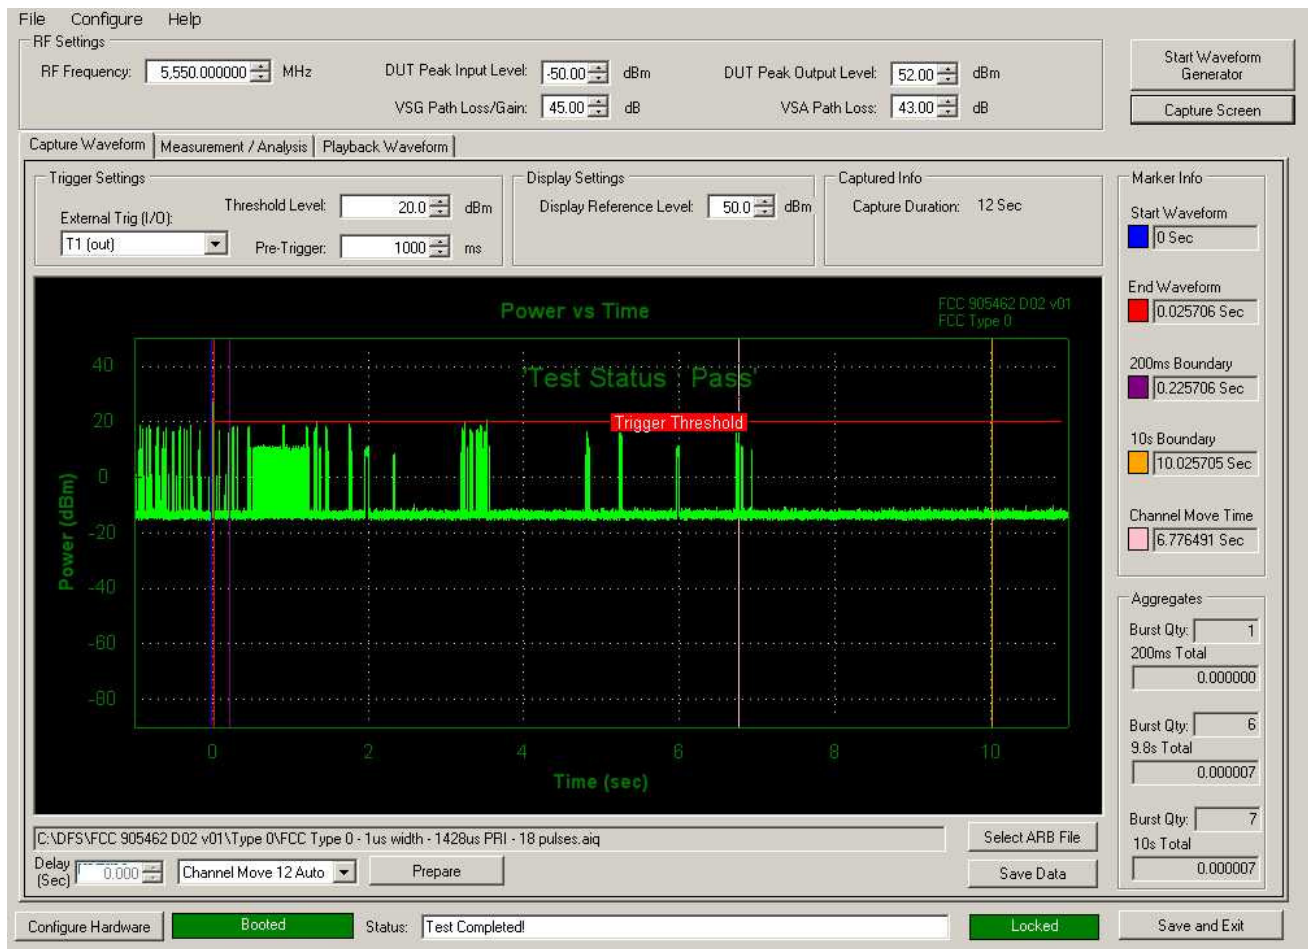 File Configure Help
RF Settings
RF Frequency: 5,550.000000 MHz
DUT Peak Input Level: -50.00 dBm
DUT Peak Output Level: 52.00 dBm
VSG Path Loss/Gain: 45.00 dB
VSA Path Loss: 43.00 dB
Start Waveform
Generator
Capture Screen
Capture Waveform Measurement / Analysis Playback Waveform
Trigger Settings
External Trig (I/O):
T1 (out)
Threshold Level: 20.0 dBm
Pre-Trigger: 1000 ms
Display Settings
Display Reference Level: 50.0 dBm
Captured Info
Capture Duration: 12 Sec
Marker Info
Start Waveform
0 Sec
End Waveform
0.025706 Sec
200ms Boundary
0.225706 Sec
10s Boundary
10.025705 Sec
Channel Move Time
6.776491 Sec
Power vs Time
FCC 905462 D02 v01
FCC Type 0
'Test Status : Pass'
Trigger Threshold
Power (dBm)
40
20
0
-20
-40
-60
-80
0 2 4 6 8 10
Time (sec)
Aggregates
Burst Qty: 1
200ms Total
0.000000
Burst Qty: 6
9.8s Total
0.000007
Burst Qty: 7
10s Total
0.000007
C:\DFS\FCC 905462 D02 v01\Type 0\FCC Type 0 - 1us width - 1428us PRI - 18 pulses.aiq
Select ARB File
Delay
(Sec) 0.000
Channel Move 12 Auto
Prepare
Save Data
Configure Hardware
Booted
Status: Test Completed!
Locked
Save and Exit